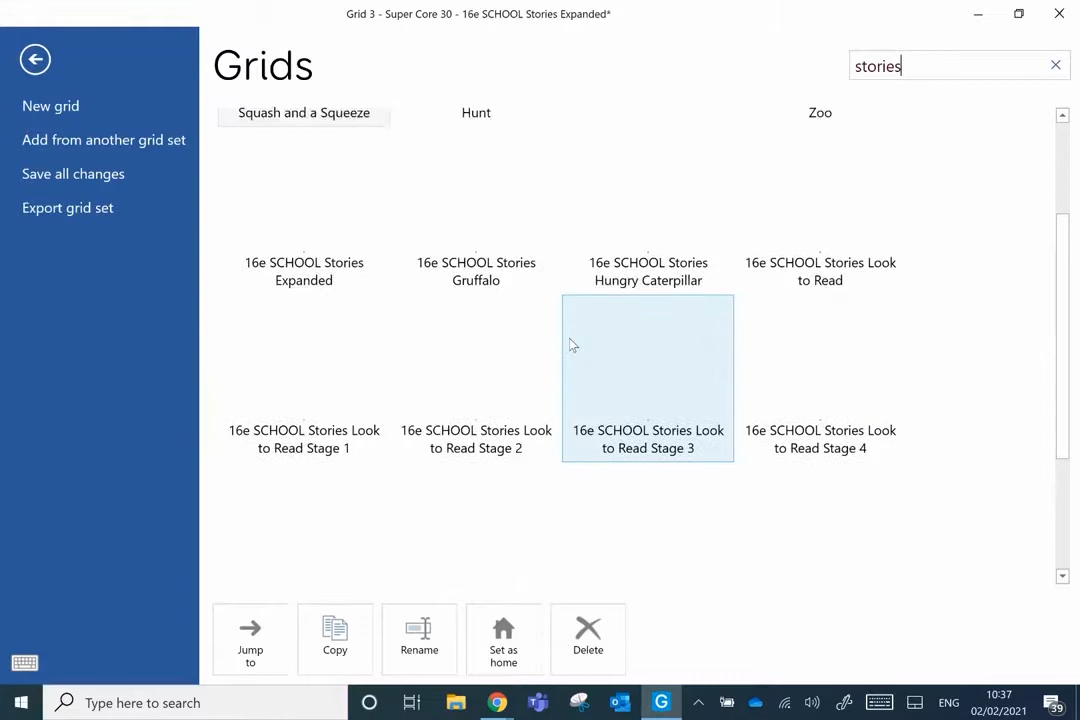 Grid 3 - Super Core 30 - 16e SCHOOL Stories Expanded*
Grids
stories
New grid
Add from another grid set
Save all changes
Export grid set
Squash and a Squeeze
Hunt
Zoo
16e SCHOOL Stories
Expanded
16e SCHOOL Stories
Gruffalo
16e SCHOOL Stories
Hungry Caterpillar
16e SCHOOL Stories Look
to Read
16e SCHOOL Stories Look
to Read Stage 1
16e SCHOOL Stories Look
to Read Stage 2
16e SCHOOL Stories Look
to Read Stage 3
16e SCHOOL Stories Look
to Read Stage 4
Jump
to
Copy
Rename
Set as
home
Delete
Type here to search
G
ENG
10:37
02/02/2021
39